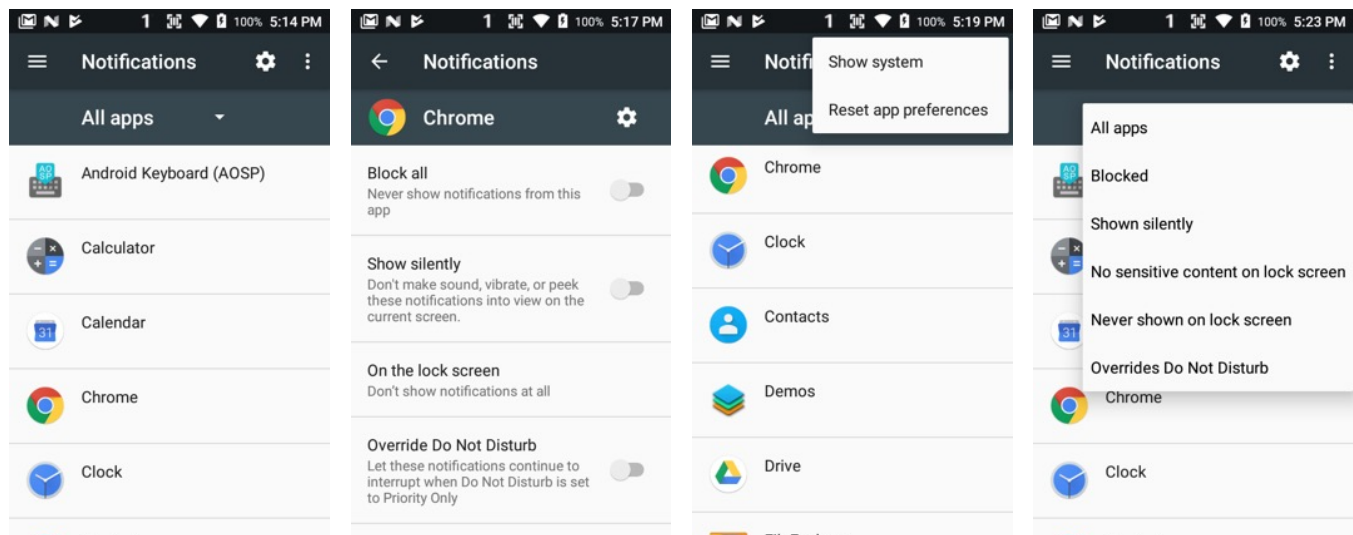 1 100% 5:14 PM
Notifications
All apps
Android Keyboard (AOSP)
Calculator
31
Calendar
Chrome
Clock
1 100% 5:17 PM
Notifications
Chrome
Block all
Never show notifications from this
app
Show silently
Don't make sound, vibrate, or peek
these notifications into view on the
current screen.
On the lock screen
Don't show notifications at all
Override Do Not Disturb
Let these notifications continue to
interrupt when Do Not Disturb is set
to Priority Only
1 100% 5:19 PM
Show system
Reset app preferences
Chrome
Clock
Contacts
Demos
Drive
1 100% 5:23 PM
Notifications
All apps
Blocked
Shown silently
No sensitive content on lock screen
Never shown on lock screen
Overrides Do Not Disturb
31
Chrome
Clock